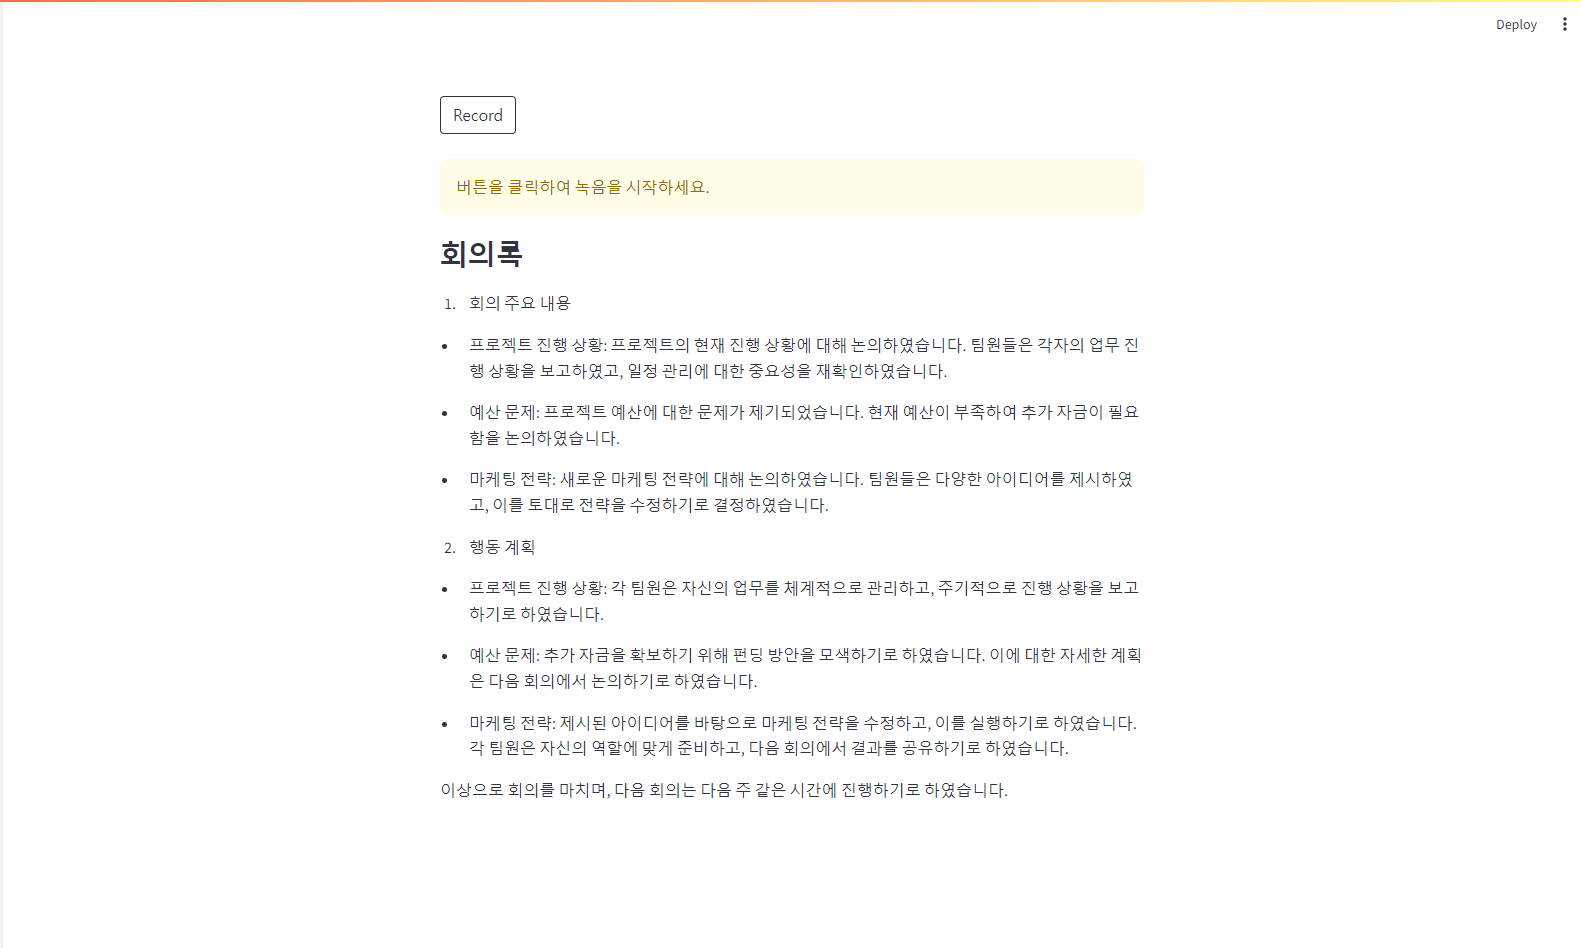 Deploy
Record
버튼을 클릭하여 녹음을 시작하세요.
회의록
1. 회의 주요 내용
• 프로젝트 진행 상황: 프로젝트의 현재 진행 상황에 대해 논의하였습니다. 팀원들은 각자의 업무 진
행 상황을 보고하였고, 일정 관리에 대한 중요성을 재확인하였습니다.
• 예산 문제: 프로젝트 예산에 대한 문제가 제기되었습니다. 현재 예산이 부족하여 추가 자금이 필요
함을 논의하였습니다.
• 마케팅 전략: 새로운 마케팅 전략에 대해 논의하였습니다. 팀원들은 다양한 아이디어를 제시하였
고, 이를 토대로 전략을 수정하기로 결정하였습니다.
2. 행동 계획
• 프로젝트 진행 상황: 각 팀원은 자신의 업무를 체계적으로 관리하고, 주기적으로 진행 상황을 보고
하기로 하였습니다.
• 예산 문제: 추가 자금을 확보하기 위해 펀딩 방안을 모색하기로 하였습니다. 이에 대한 자세한 계획
은 다음 회의에서 논의하기로 하였습니다.
• 마케팅 전략: 제시된 아이디어를 바탕으로 마케팅 전략을 수정하고, 이를 실행하기로 하였습니다.
각 팀원은 자신의 역할에 맞게 준비하고, 다음 회의에서 결과를 공유하기로 하였습니다.
이상으로 회의를 마치며, 다음 회의는 다음 주 같은 시간에 진행하기로 하였습니다.